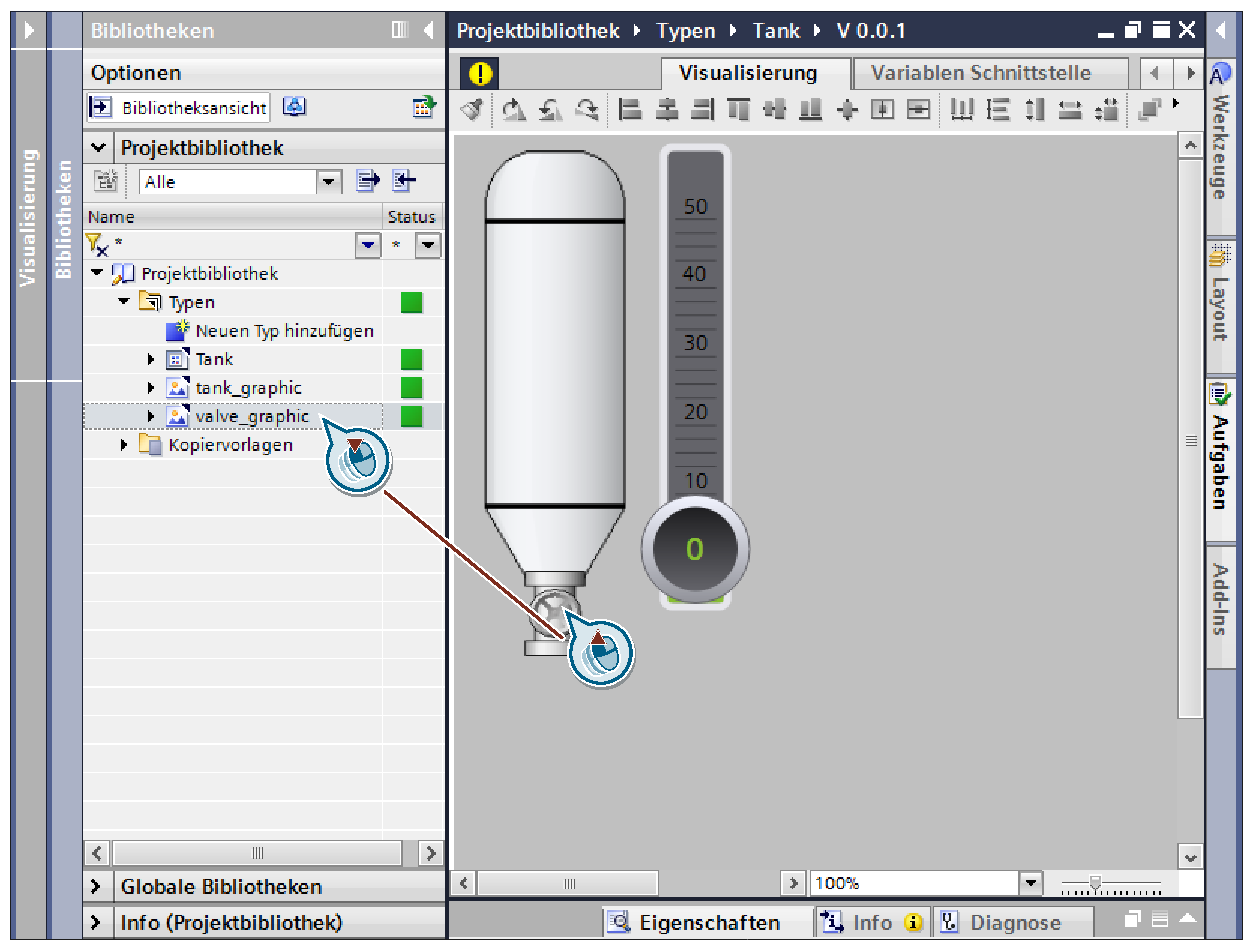 Bibliotheken
Optionen
Bibliotheksansicht
Projektbibliothek
Alle
Name Status
* *
Projektbibliothek
Typen
Neuen Typ hinzufügen
Tank
tank_graphic
valve_graphic
Kopiervorlagen
Globale Bibliotheken
Info (Projektbibliothek)
Visualisierung
Bibliotheken
Projektbibliothek Typen Tank V 0.0.1
Visualisierung Variablen Schnittstelle
50
40
30
20
10
0
100%
Eigenschaften Info Diagnose
Werkzeuge
Layout
Aufgaben
Add-Ins